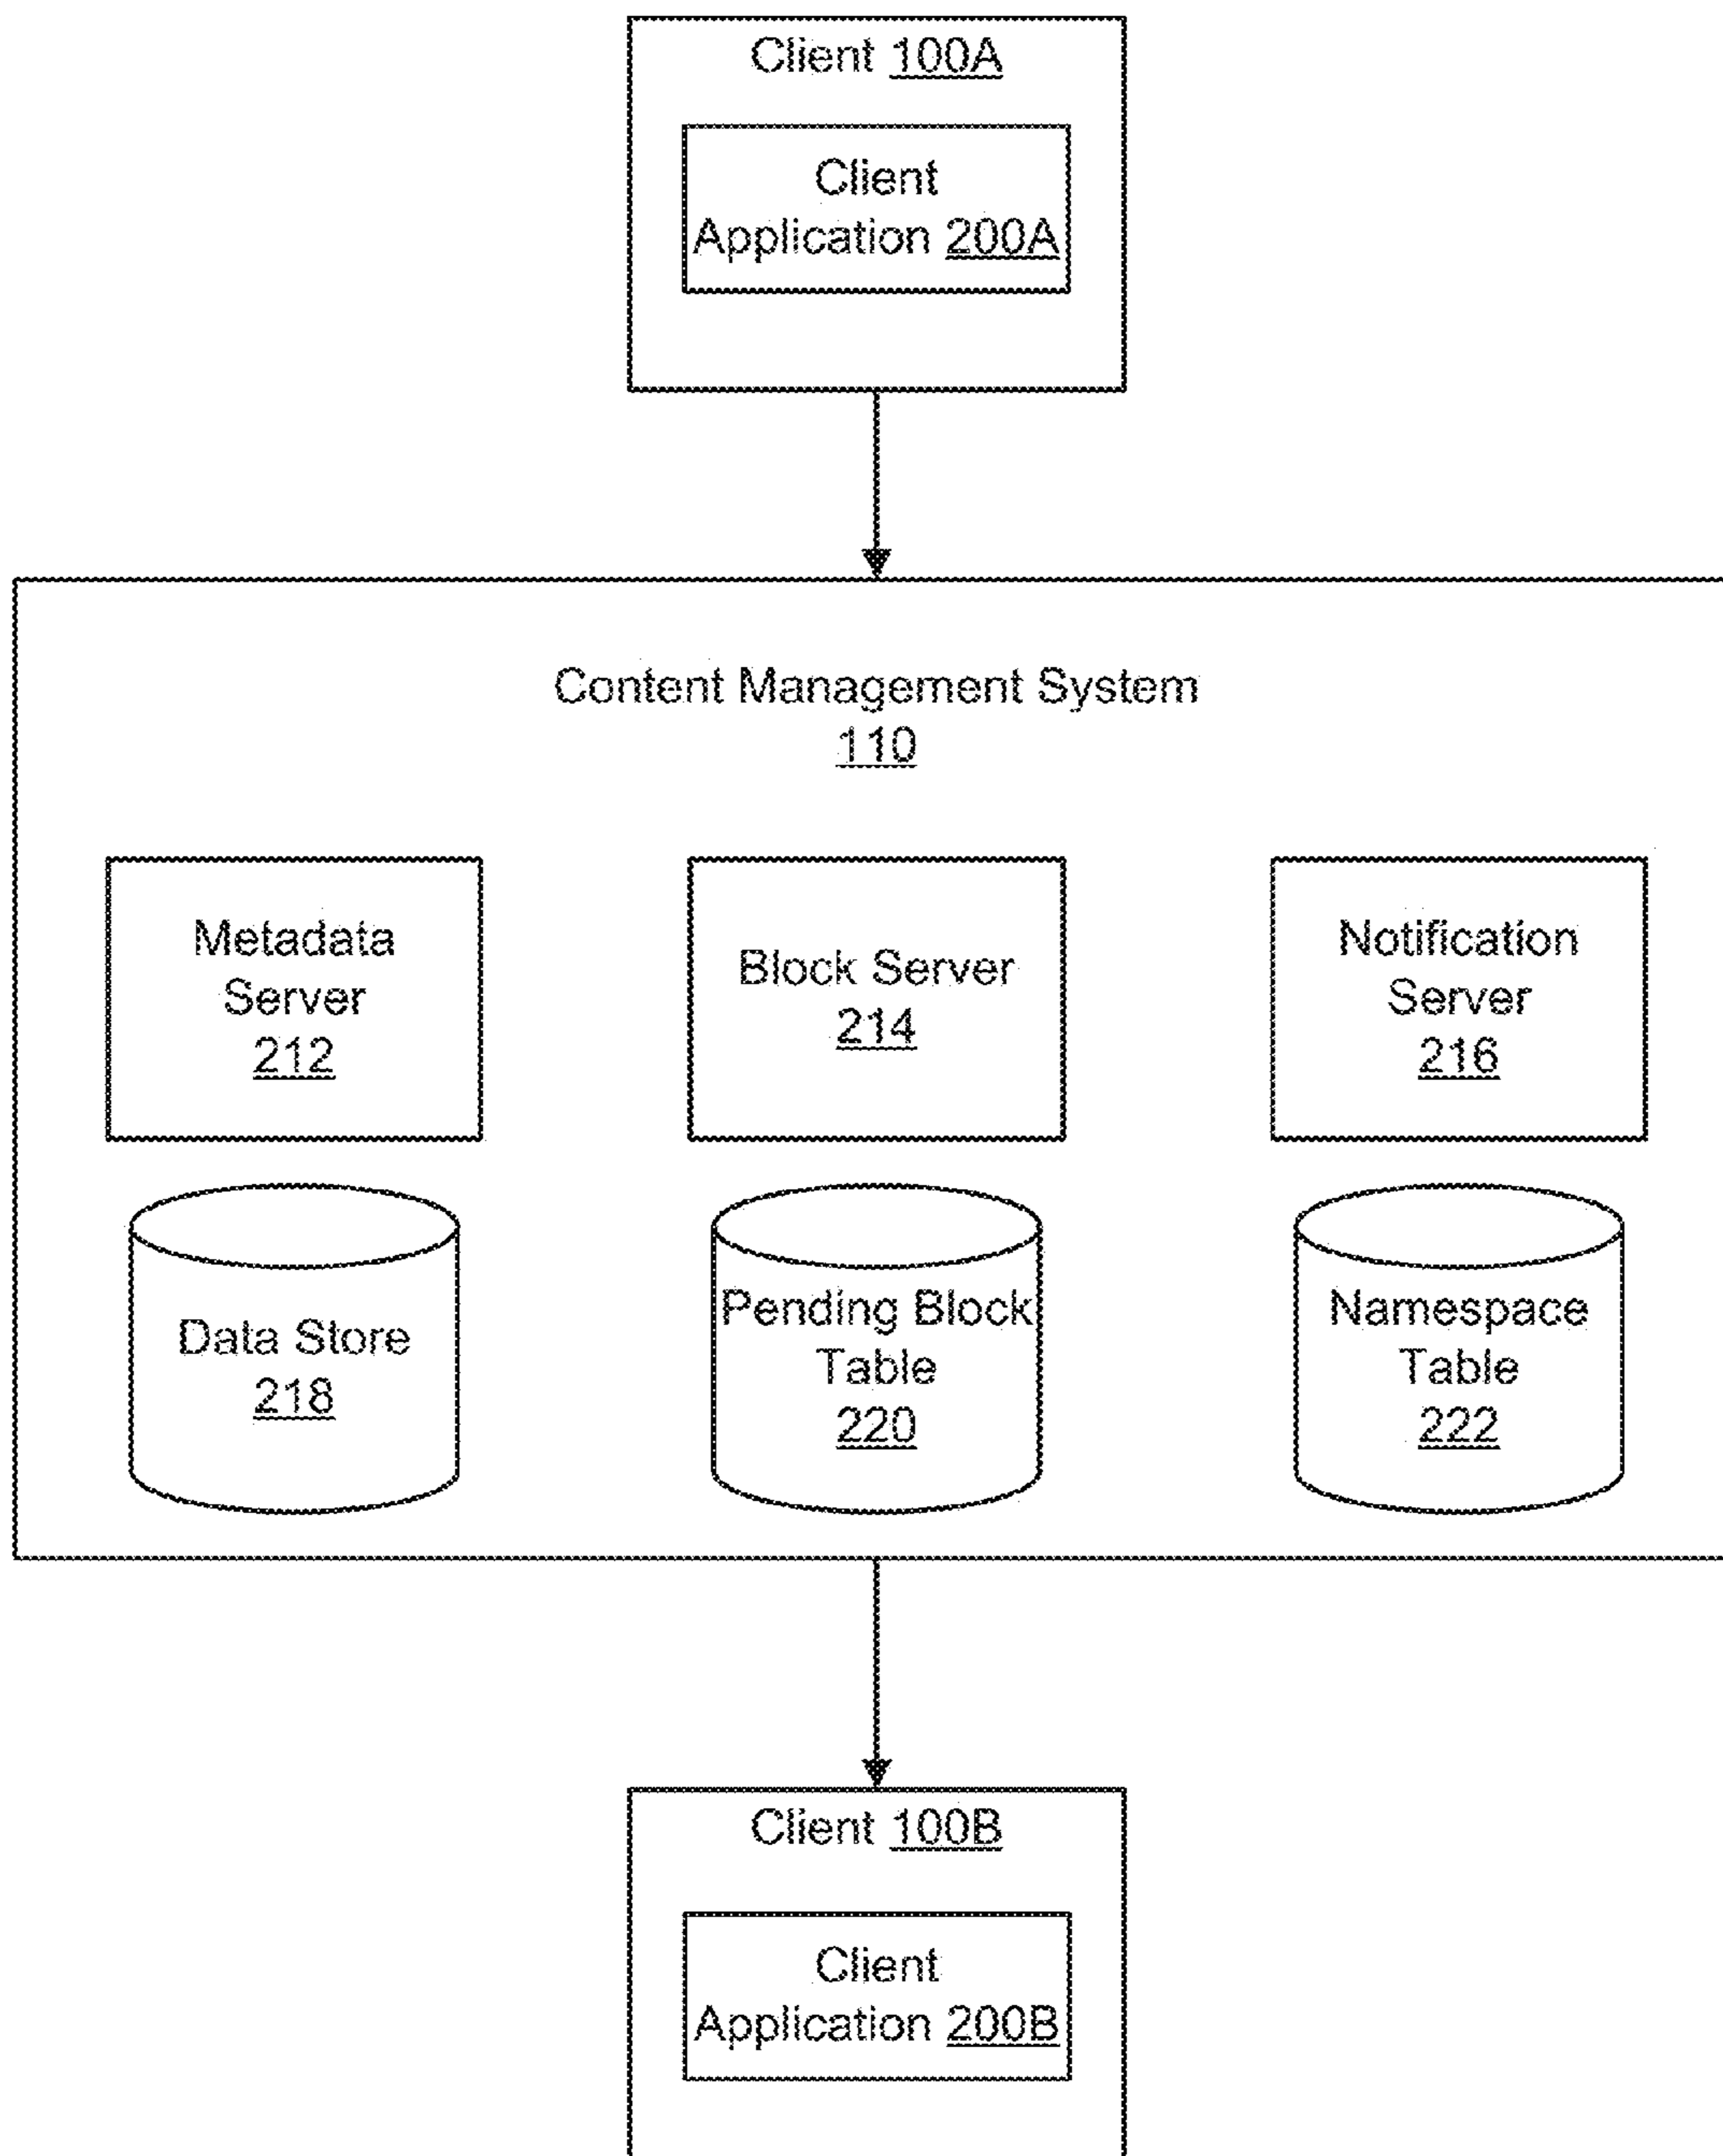 Client 100A
Client
Application 200A
Content Management System
110
Metadata
Server
212
Block Server
214
Notification
Server
216
Data Store
218
Pending Block
Table
220
Namespace
Table
222
Client 100B
Client
Application 200B